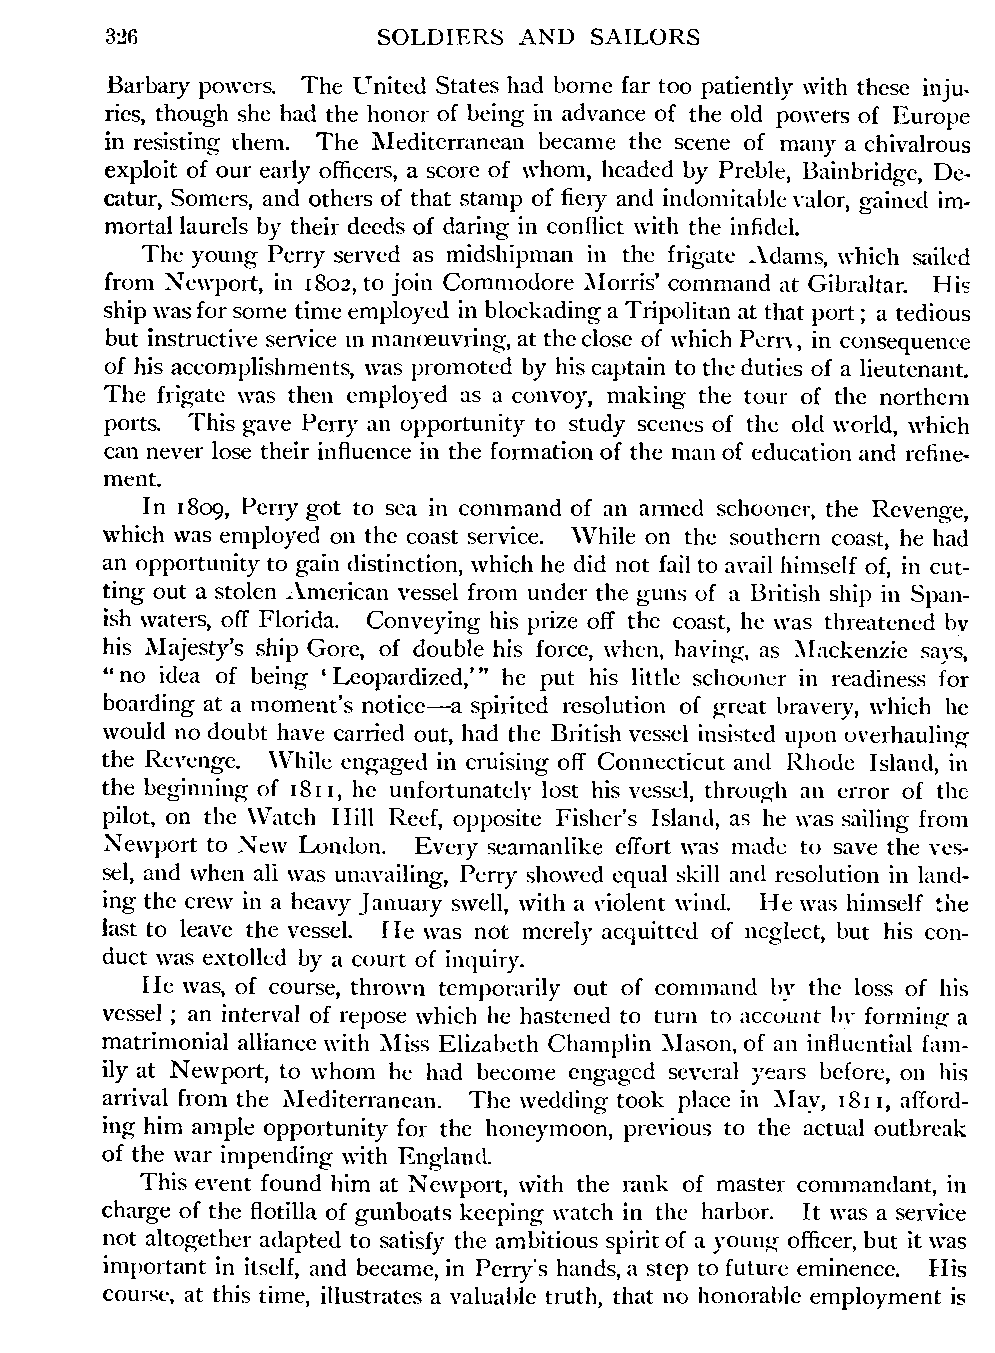 326 SOLDIERS AND SAILORS
Barbary powers. The United States had borne far too patiently with these inju-
ries, though she had the honor of being in advance of the old powers of Europe
in resisting them. The Mediterranean became the scene of many a chivalrous
exploit of our early officers, a score of whom, headed by Preble, Bainbridge, De-
catur, Somers, and others of that stamp of fiery and indomitable valor, gained im-
mortal laurels by their deeds of daring in conflict with the infidel.
The young Perry served as midshipman in the frigate Adams, which sailed
from Newport, in 1802, to join Commodore Morris' command at Gibraltar. His
ship was for some time employed in blockading a Tripolitan at that port; a tedious
but instructive service in manœuvring, at the close of which Perry, in consequence
of his accomplishments, was promoted by his captain to the duties of a lieutenant.
The frigate was then employed as a convoy, making the tour of the northern
ports. This gave Perry an opportunity to study scenes of the old world, which
can never lose their influence in the formation of the man of education and refine-
ment.
In 1809, Perry got to sea in command of an armed schooner, the Revenge,
which was employed on the coast service. While on the southern coast, he had
an opportunity to gain distinction, which he did not fail to avail himself of, in cut-
ting out a stolen American vessel from under the guns of a British ship in Span-
ish waters, off Florida. Conveying his prize off the coast, he was threatened by
his Majesty's ship Gore, of double his force, when, having, as Mackenzie says,
"no idea of being 'Leopardized,'" he put his little schooner in readiness for
boarding at a moment's notice—a spirited resolution of great bravery, which he
would no doubt have carried out, had the British vessel insisted upon overhauling
the Revenge. While engaged in cruising off Connecticut and Rhode Island, in
the beginning of 1811, he unfortunately lost his vessel, through an error of the
pilot, on the Watch Hill Reef, opposite Fisher's Island, as he was sailing from
Newport to New London. Every seamanlike effort was made to save the ves-
sel, and when all was unavailing, Perry showed equal skill and resolution in land-
ing the crew in a heavy January swell, with a violent wind. He was himself the
last to leave the vessel. He was not merely acquitted of neglect, but his con-
duct was extolled by a court of inquiry.
He was, of course, thrown temporarily out of command by the loss of his
vessel; an interval of repose which he hastened to turn to account by forming a
matrimonial alliance with Miss Elizabeth Champlin Mason, of an influential fam-
ily at Newport, to whom he had become engaged several years before, on his
arrival from the Mediterranean. The wedding took place in May, 1811, afford-
ing him ample opportunity for the honeymoon, previous to the actual outbreak
of the war impending with England.
This event found him at Newport, with the rank of master commandant, in
charge of the flotilla of gunboats keeping watch in the harbor. It was a service
not altogether adapted to satisfy the ambitious spirit of a young officer, but it was
important in itself, and became, in Perry's hands, a step to future eminence. His
course, at this time, illustrates a valuable truth, that no honorable employment is